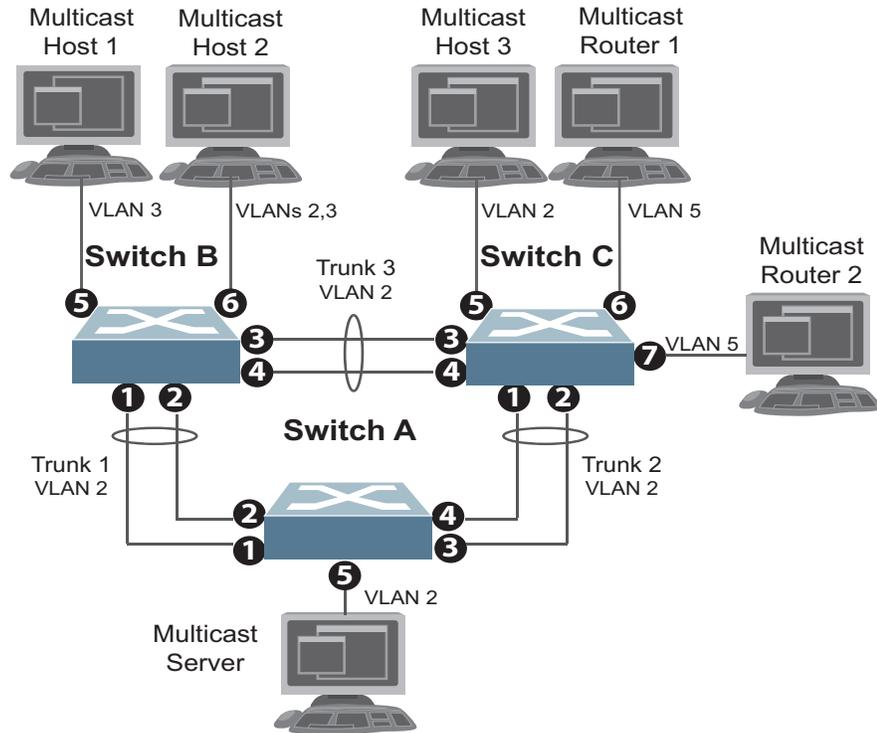 Multicast
Host 1
Multicast
Host 2
Multicast
Host 3
Multicast
Router 1
VLAN 3
VLANs 2,3
VLAN 2
VLAN 5
Switch B
Trunk 3
VLAN 2
Switch C
Multicast
Router 2
5
6
5
6
3
3
7
VLAN 5
4
4
1
2
1
2
Switch A
Trunk 1
VLAN 2
Trunk 2
VLAN 2
2
4
1
3
5
VLAN 2
Multicast
Server